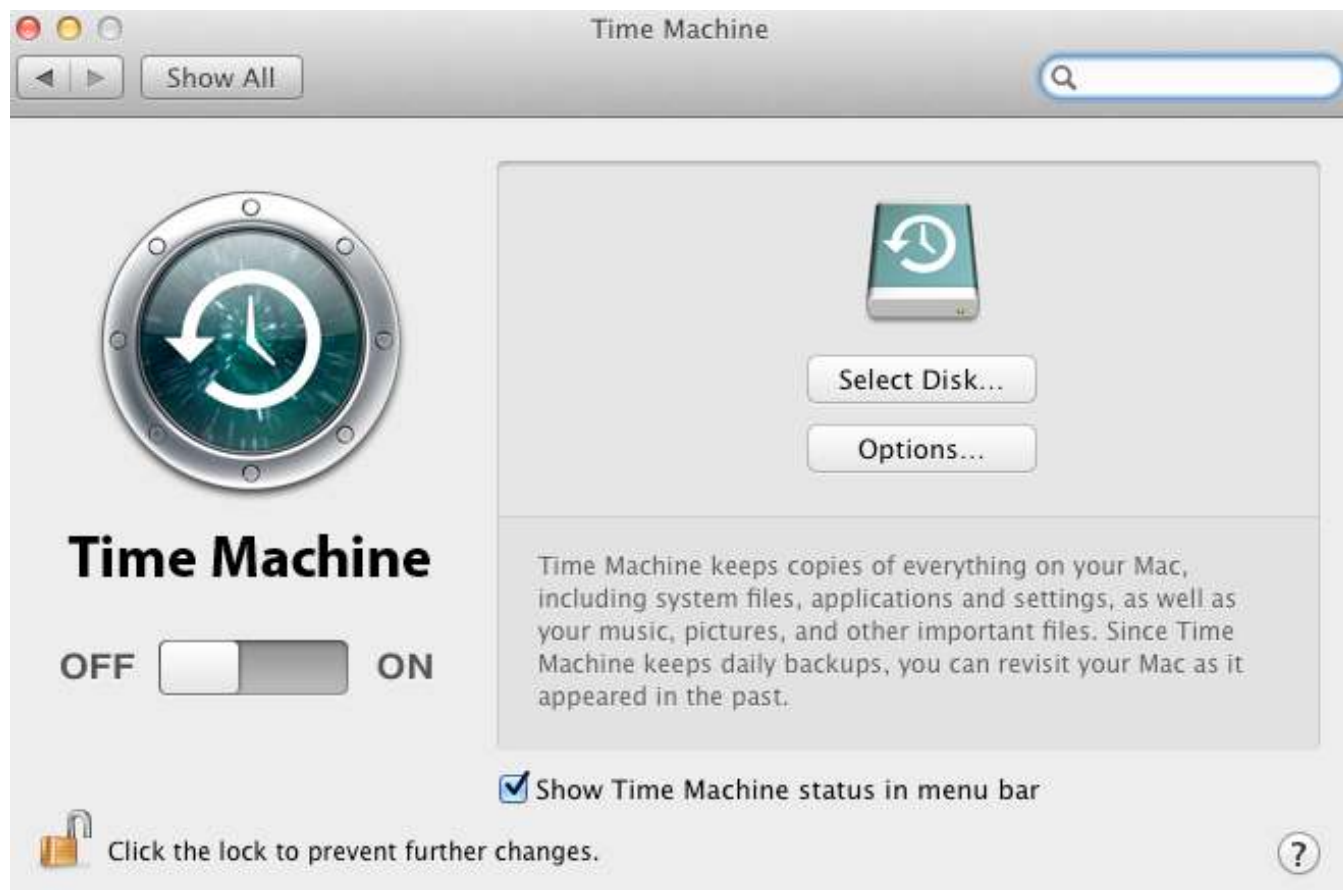 Time Machine
Show All
Select Disk...
Options...
Time Machine
OFF
ON
Time Machine keeps copies of everything on your Mac,
including system files, applications and settings, as well as
your music, pictures, and other important files. Since Time
Machine keeps daily backups, you can revisit your Mac as it
appeared in the past.
Show Time Machine status in menu bar
Click the lock to prevent further changes.
?